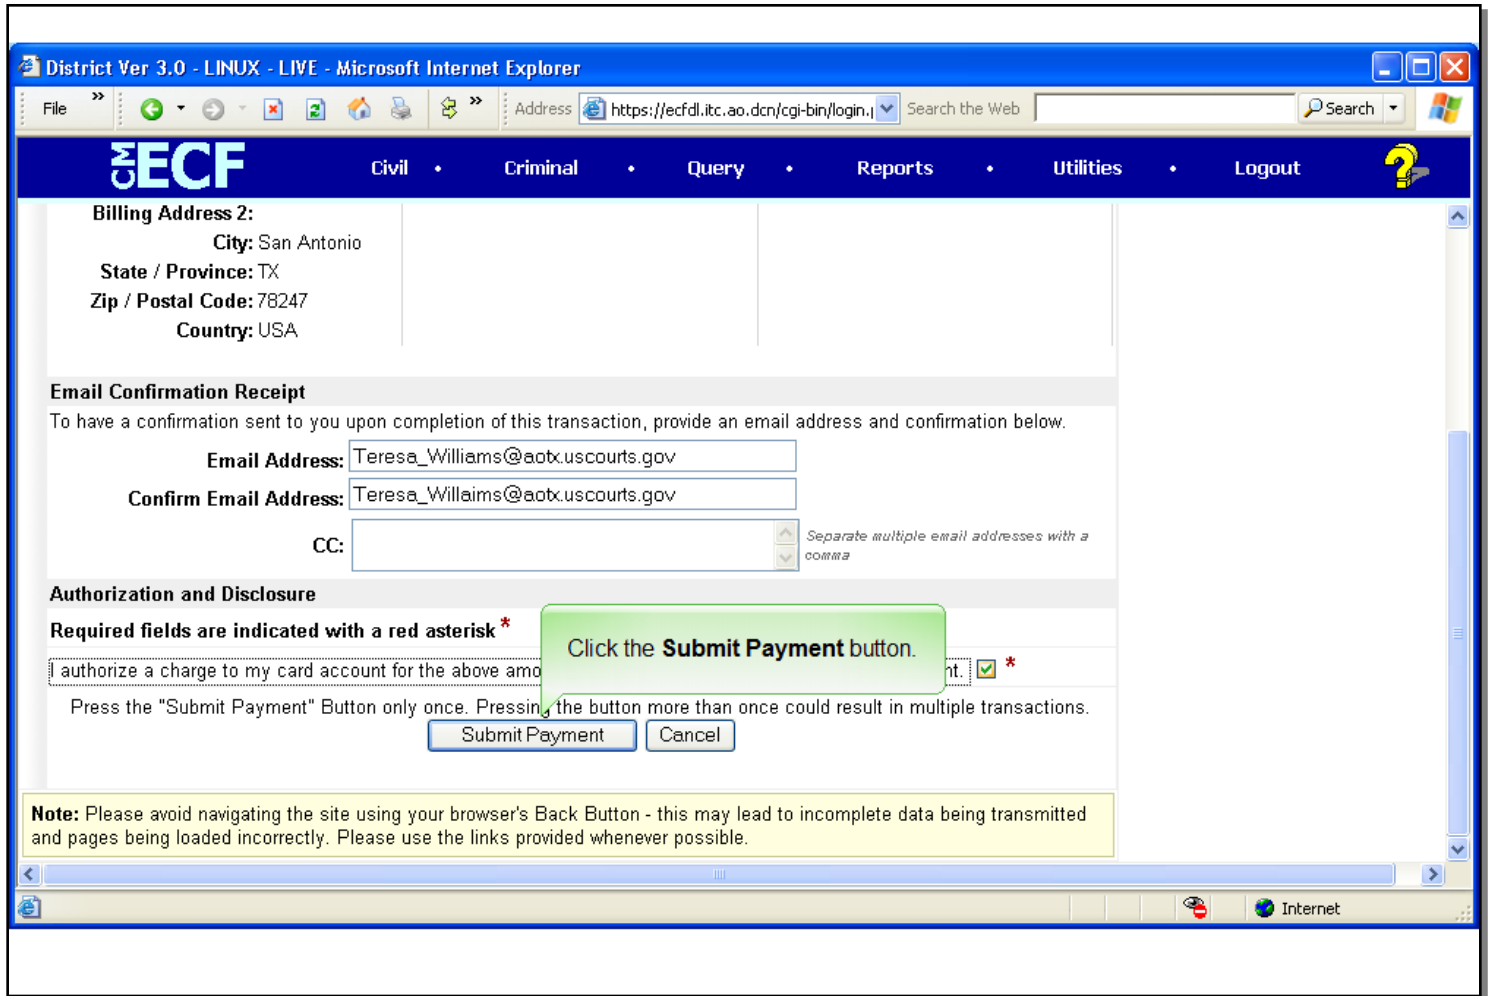 District Ver 3.0 - LINUX - LIVE - Microsoft Internet Explorer
File » » Address https://ecfdl.itc.ao.dcn/cgi-bin/login. Search the Web Search
CM ECF Civil • Criminal • Query • Reports • Utilities • Logout ?
Billing Address 2:
City: San Antonio
State / Province: TX
Zip / Postal Code: 78247
Country: USA
Email Confirmation Receipt
To have a confirmation sent to you upon completion of this transaction, provide an email address and confirmation below.
Email Address: Teresa_Williams@aotx.uscourts.gov
Confirm Email Address: Teresa_Willaims@aotx.uscourts.gov
CC: Separate multiple email addresses with a
comma
Authorization and Disclosure
Required fields are indicated with a red asterisk *
Click the Submit Payment button.
I authorize a charge to my card account for the above amo nt. *
Press the "Submit Payment" Button only once. Pressing the button more than once could result in multiple transactions.
Submit Payment Cancel
Note: Please avoid navigating the site using your browser's Back Button - this may lead to incomplete data being transmitted
and pages being loaded incorrectly. Please use the links provided whenever possible.
Internet